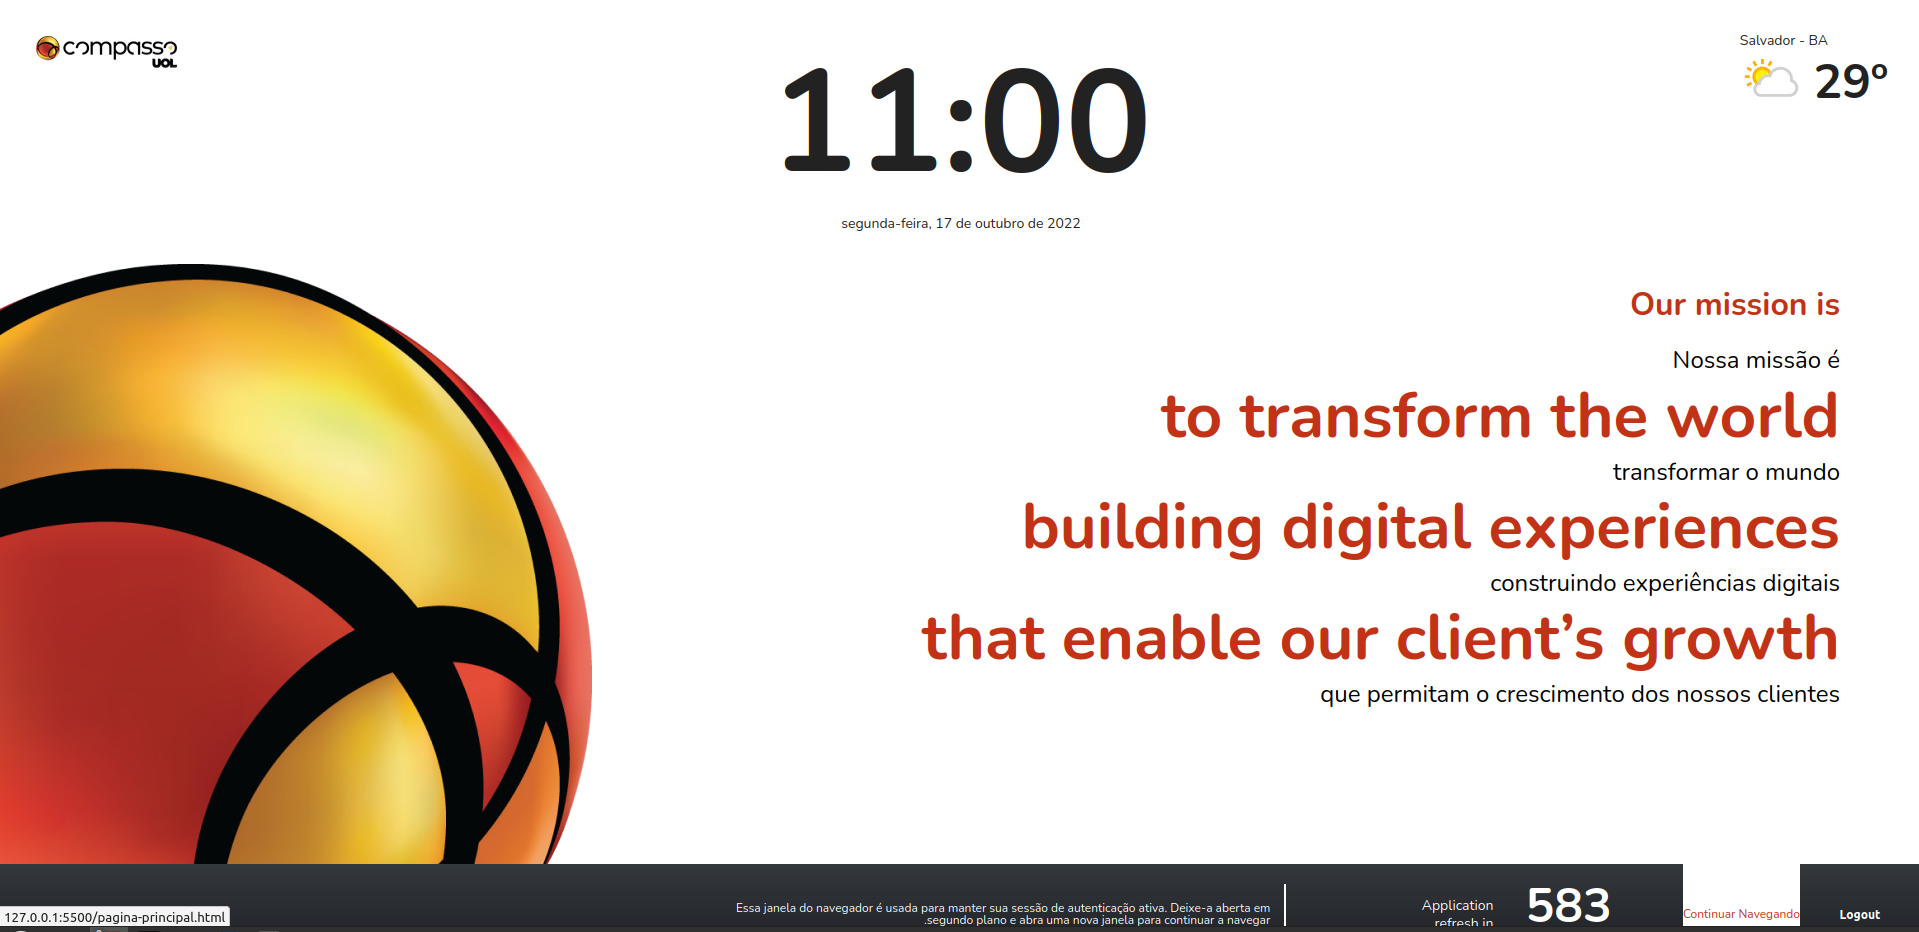 compasso
UOL
Salvador - BA
29º
11:00
segunda-feira, 17 de outubro de 2022
Our mission is
Nossa missão é
to transform the world
transformar o mundo
building digital experiences
construindo experiências digitais
that enable our client’s growth
que permitam o crescimento dos nossos clientes
Essa janela do navegador é usada para manter sua sessão de autenticação ativa. Deixe-a aberta em
.segundo plano e abra uma nova janela para continuar a navegar
Application
refresh in
583
Continuar Navegando
Logout
127.0.0.1:5500/pagina-principal.html